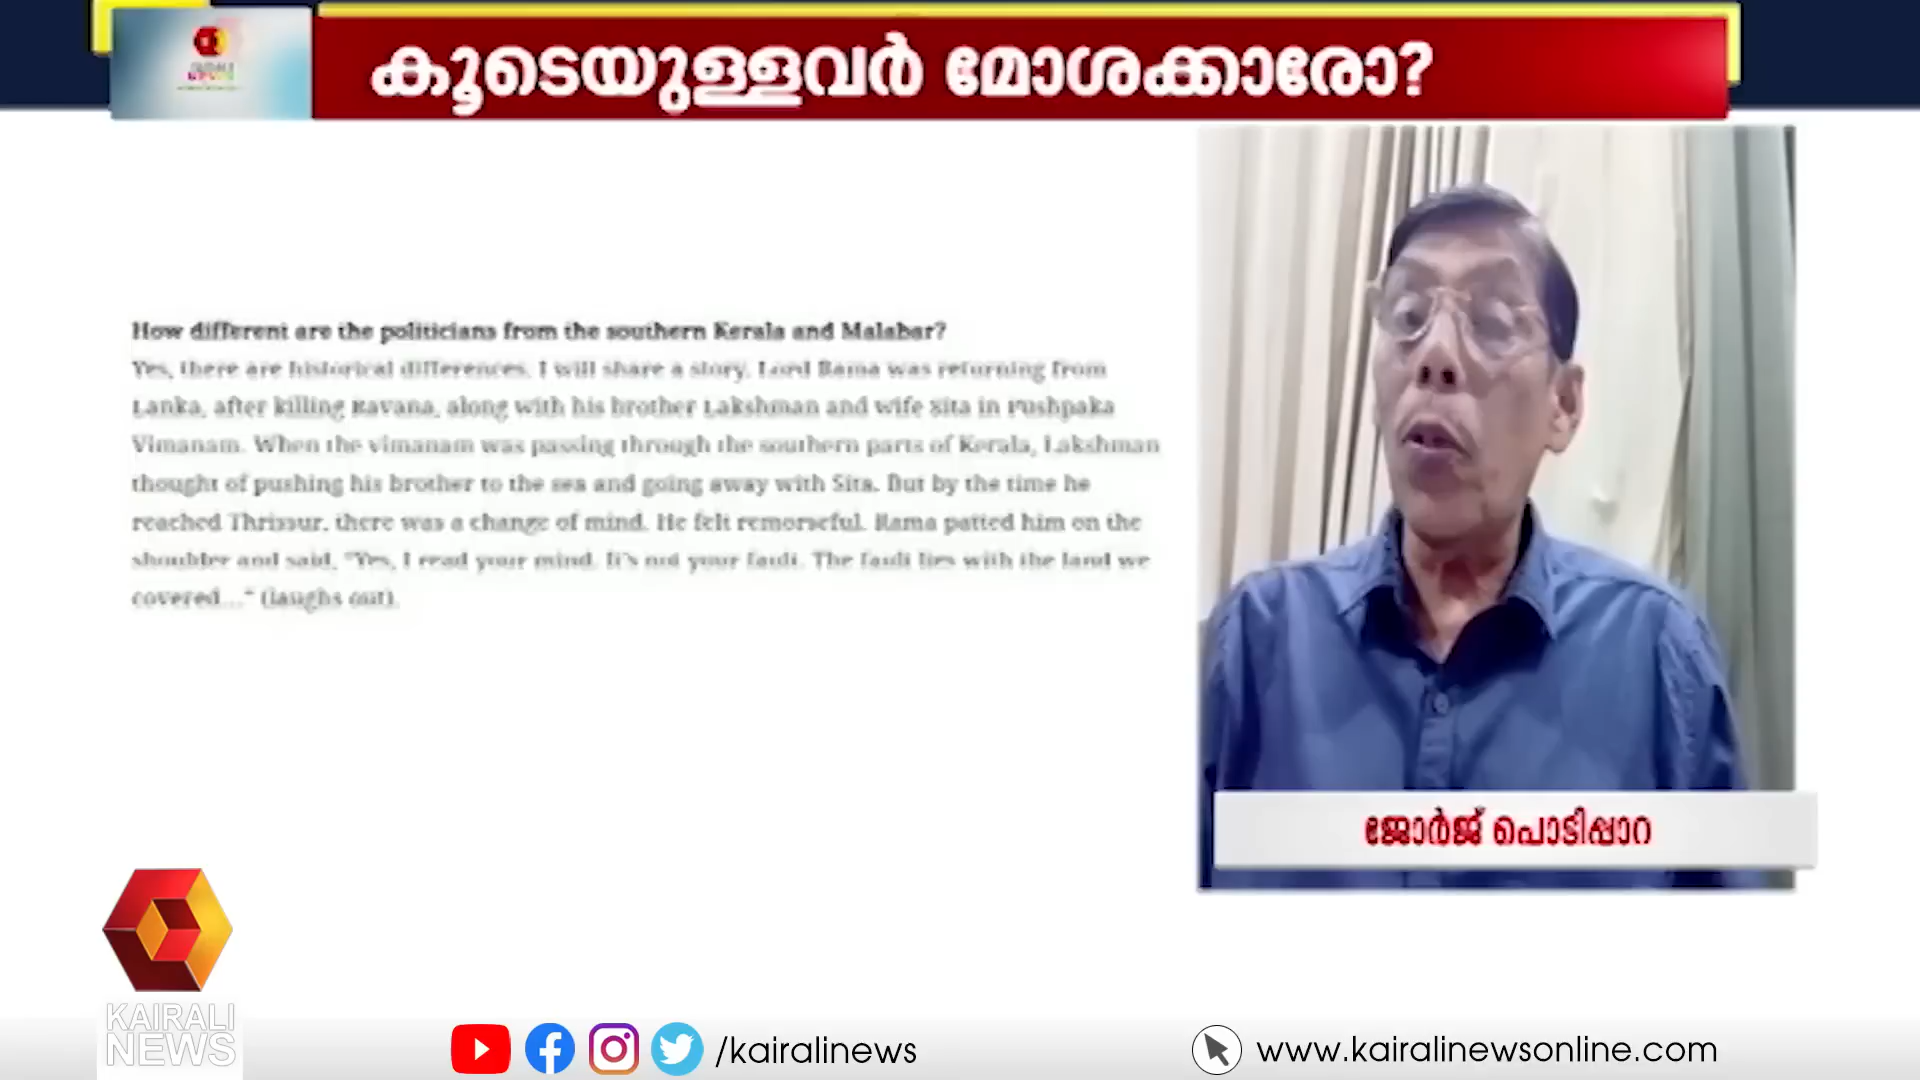 കൂടെയുള്ളവർ മോശക്കാരോ?
How different are the politicians from the southern Kerala and Malabar?
Yes, there are historical differences. I will share a story. Lord Rama was returning from
Lanka, after killing Ravana, along with his brother Lakshman and wife Sita in Pushpaka
Vimanam. When the vimanam was passing through the southern parts of Kerala, Lakshman
thought of pushing his brother to the sea and going away with Sita. But by the time he
reached Thrissur, there was a change of mind. He felt remorseful. Rama patted him on the
shoulder and said, "Yes, I read your mind. It's not your fault. The fault lies with the land we
covered..." (laughs out).
ജോർജ് പൊടിപ്പാറ
KAIRALI
NEWS
/kairalinews
www.kairalinewsonline.com